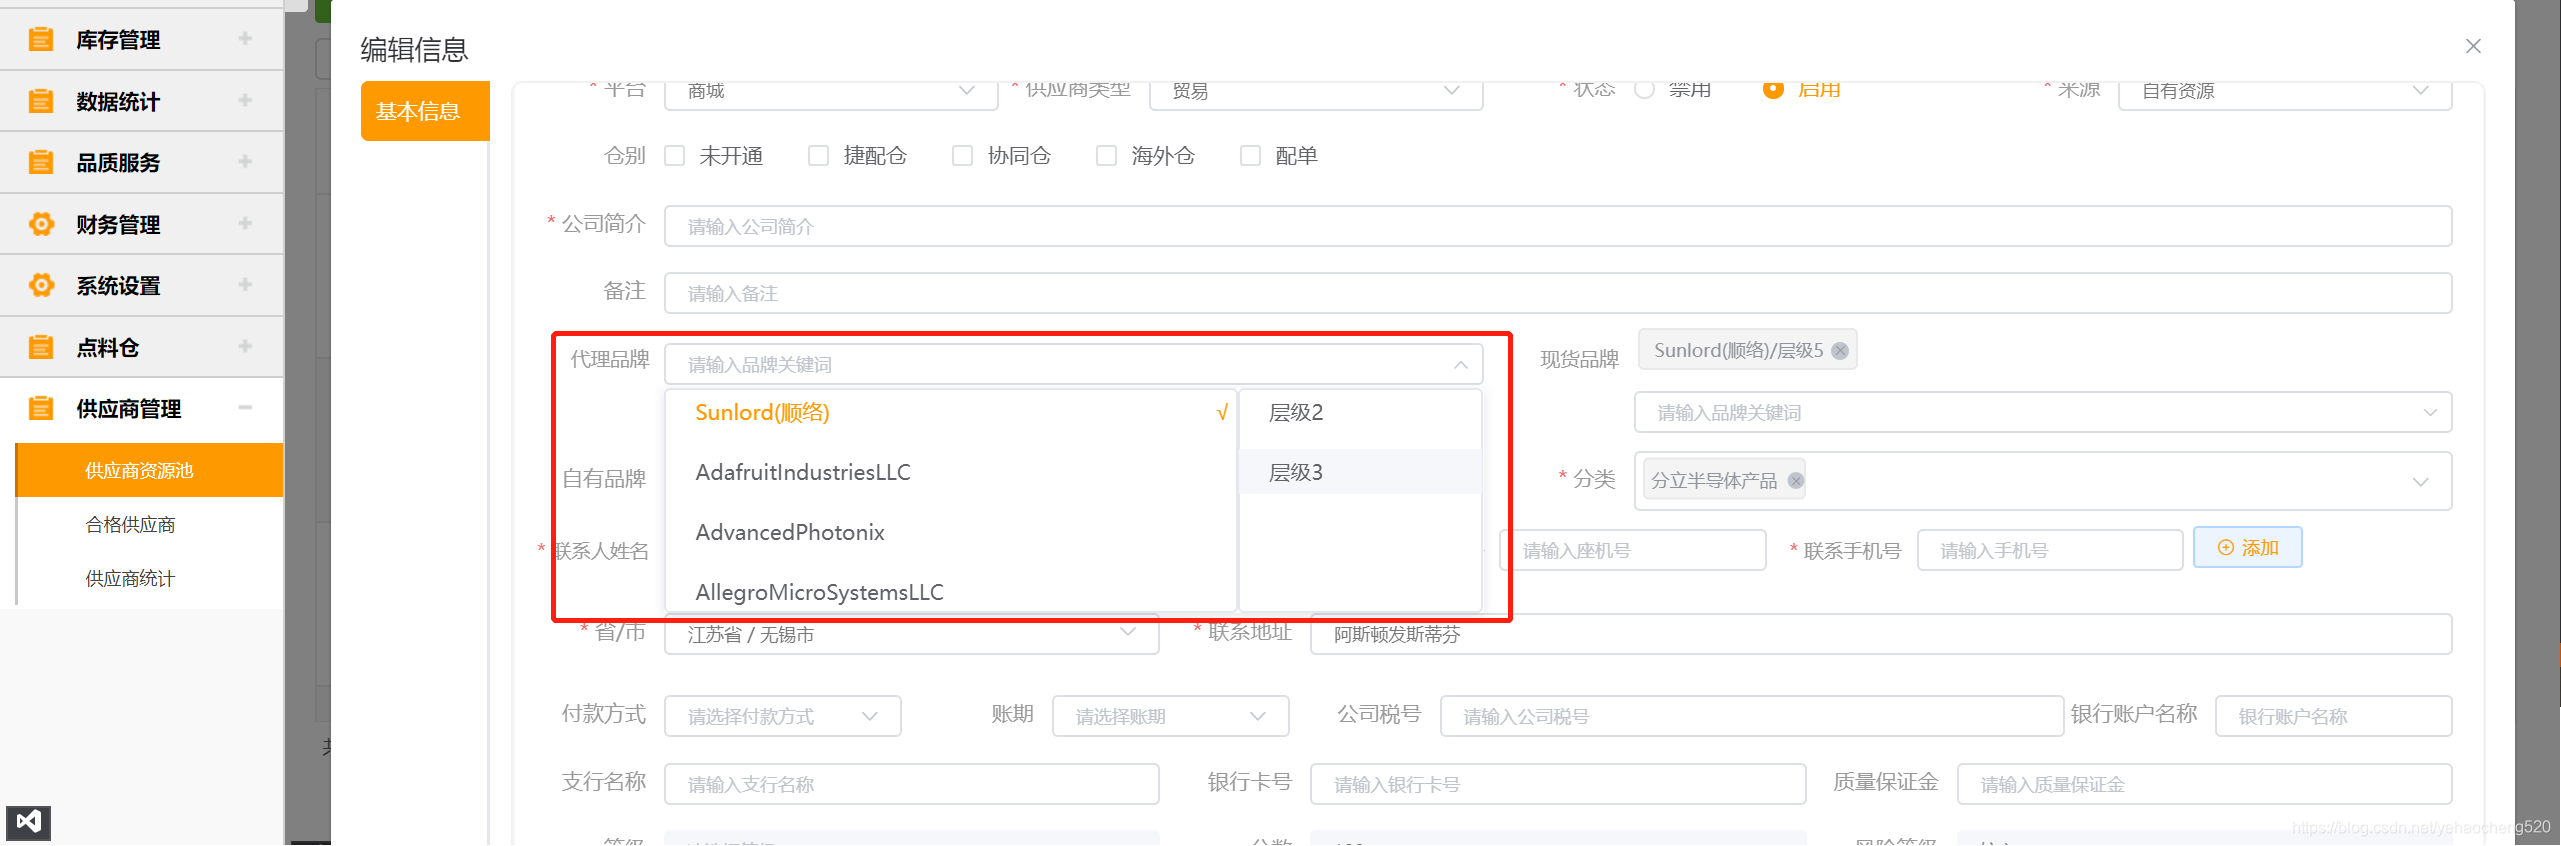 库存管理
数据统计
品质服务
财务管理
系统设置
点料仓
供应商管理
供应商资源池
合格供应商
供应商统计
编辑信息
基本信息
* 平台 商城 * 供应商类型 贸易 * 状态 禁用 启用 * 来源 自有资源
仓别 未开通 捷配仓 协同仓 海外仓 配单
* 公司简介 请输入公司简介
备注 请输入备注
代理品牌 请输入品牌关键词 现货品牌 Sunlord(顺络)/层级5
Sunlord(顺络) √ 层级2 请输入品牌关键词
自有品牌 AdafruitIndustriesLLC 层级3 * 分类 分立半导体产品
AdvancedPhotonix
* 联系人姓名 请输入座机号 * 联系手机号 请输入手机号 添加
AllegroMicroSystemsLLC
* 省/市 江苏省 / 无锡市 * 联系地址 阿斯顿发斯蒂芬
付款方式 请选择付款方式 账期 请选择账期 公司税号 请输入公司税号 银行账户名称 银行账户名称
支行名称 请输入支行名称 银行卡号 请输入银行卡号 质量保证金 请输入质量保证金
https://blog.csdn.net/yehaocheng520